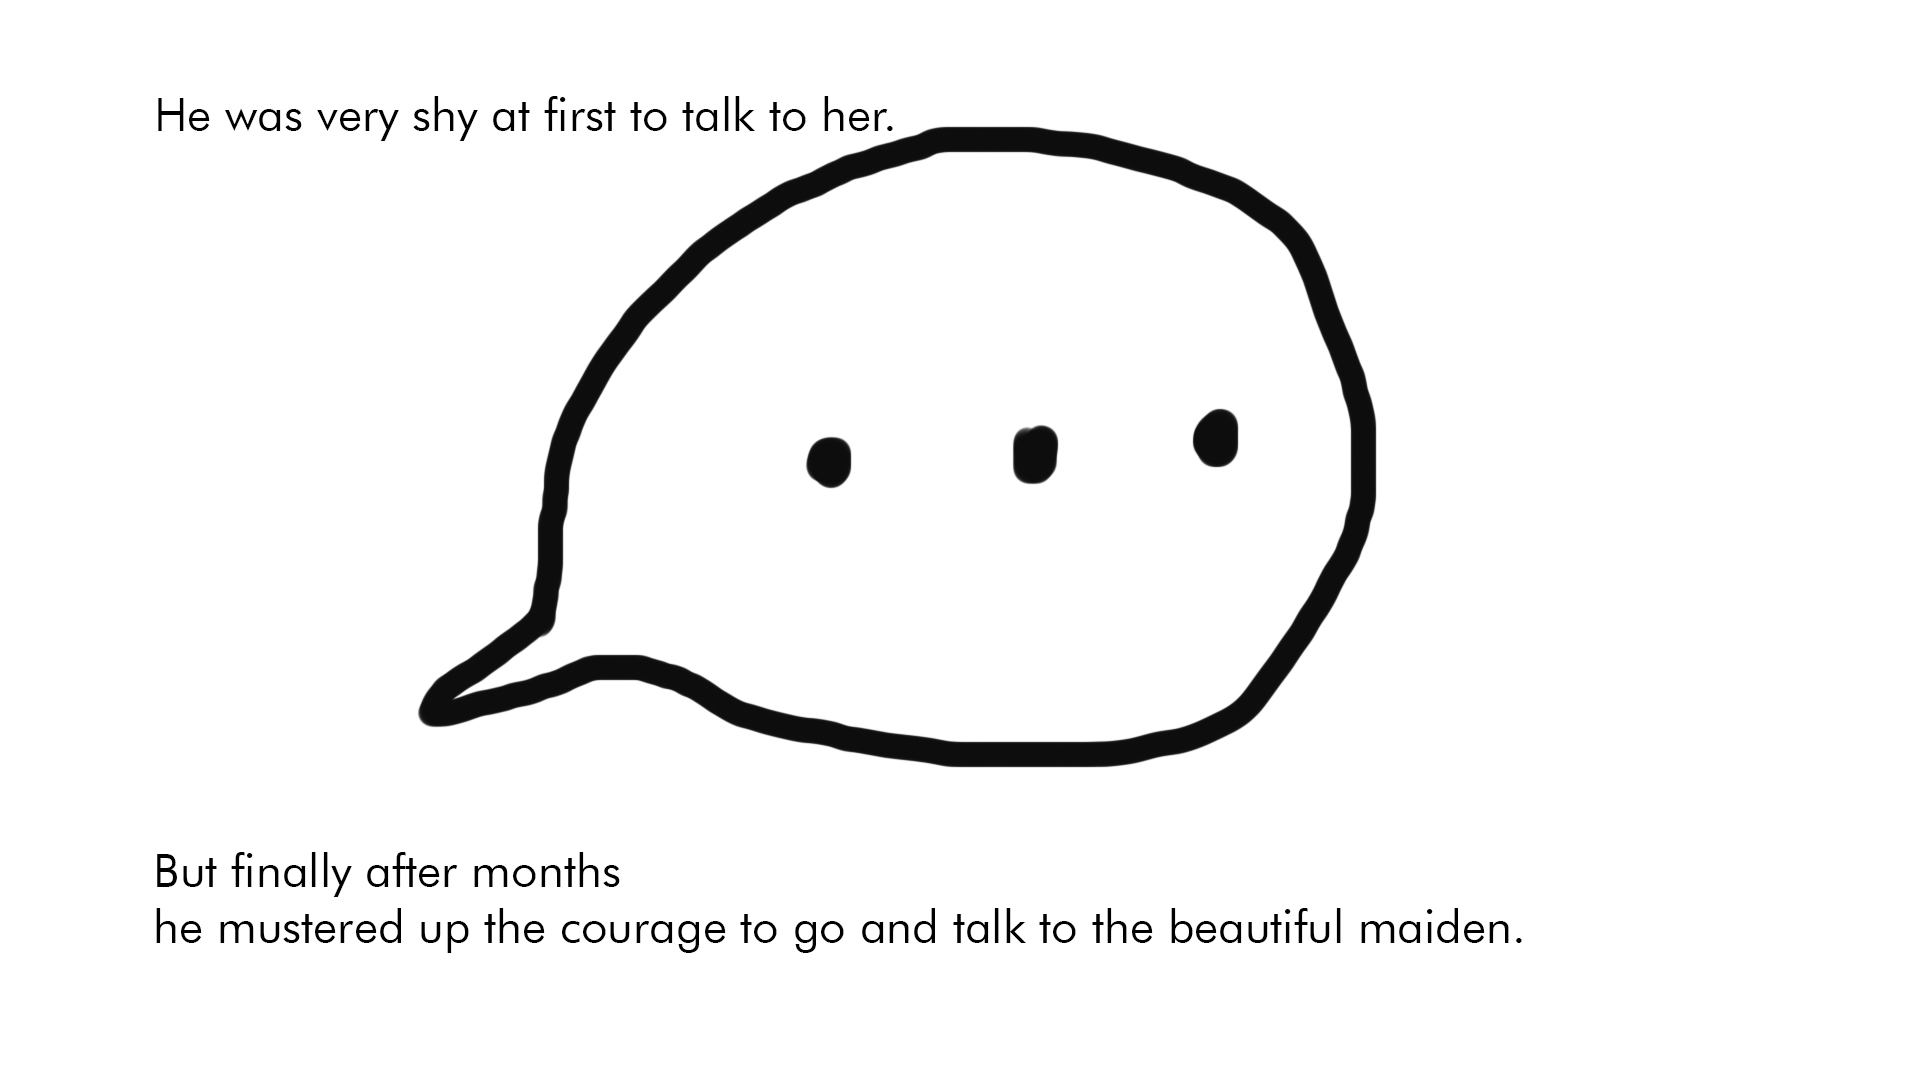 He was very shy at first to talk to her.
But finally after months
he mustered up the courage to go and talk to the beautiful maiden.